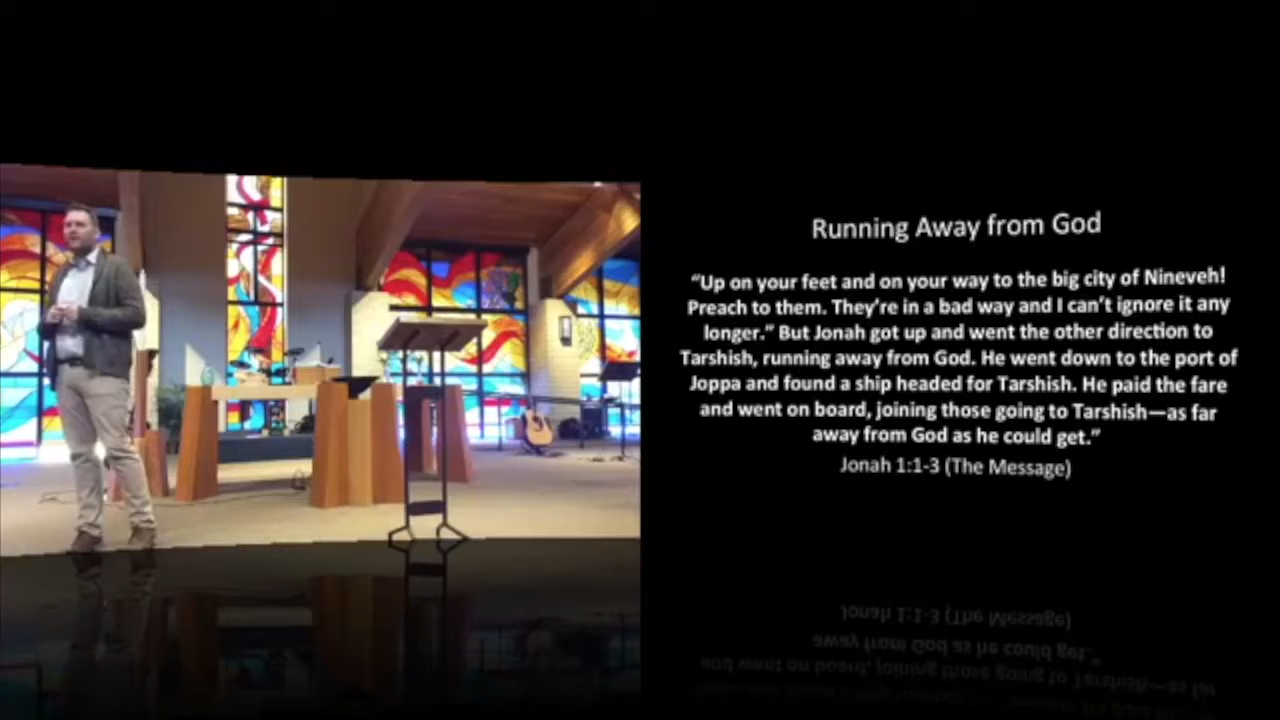 Running Away from God
“Up on your feet and on your way to the big city of Nineveh!
Preach to them. They’re in a bad way and I can’t ignore it any
longer.” But Jonah got up and went the other direction to
Tarshish, running away from God. He went down to the port of
Joppa and found a ship headed for Tarshish. He paid the fare
and went on board, joining those going to Tarshish—as far
away from God as he could get.”
Jonah 1:1-3 (The Message)